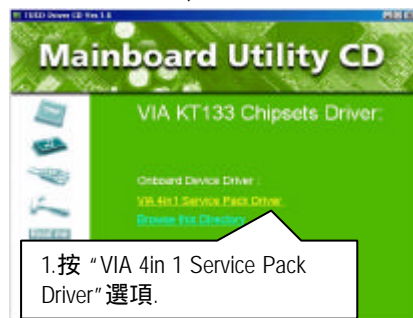 Mainboard Utility CD
VIA KT133 Chipsets Driver:
Onboard Device Driver :
VIA 4in1 Service Pack Driver
Browse this Directory
1.按 “VIA 4in 1 Service Pack
Driver”選項.